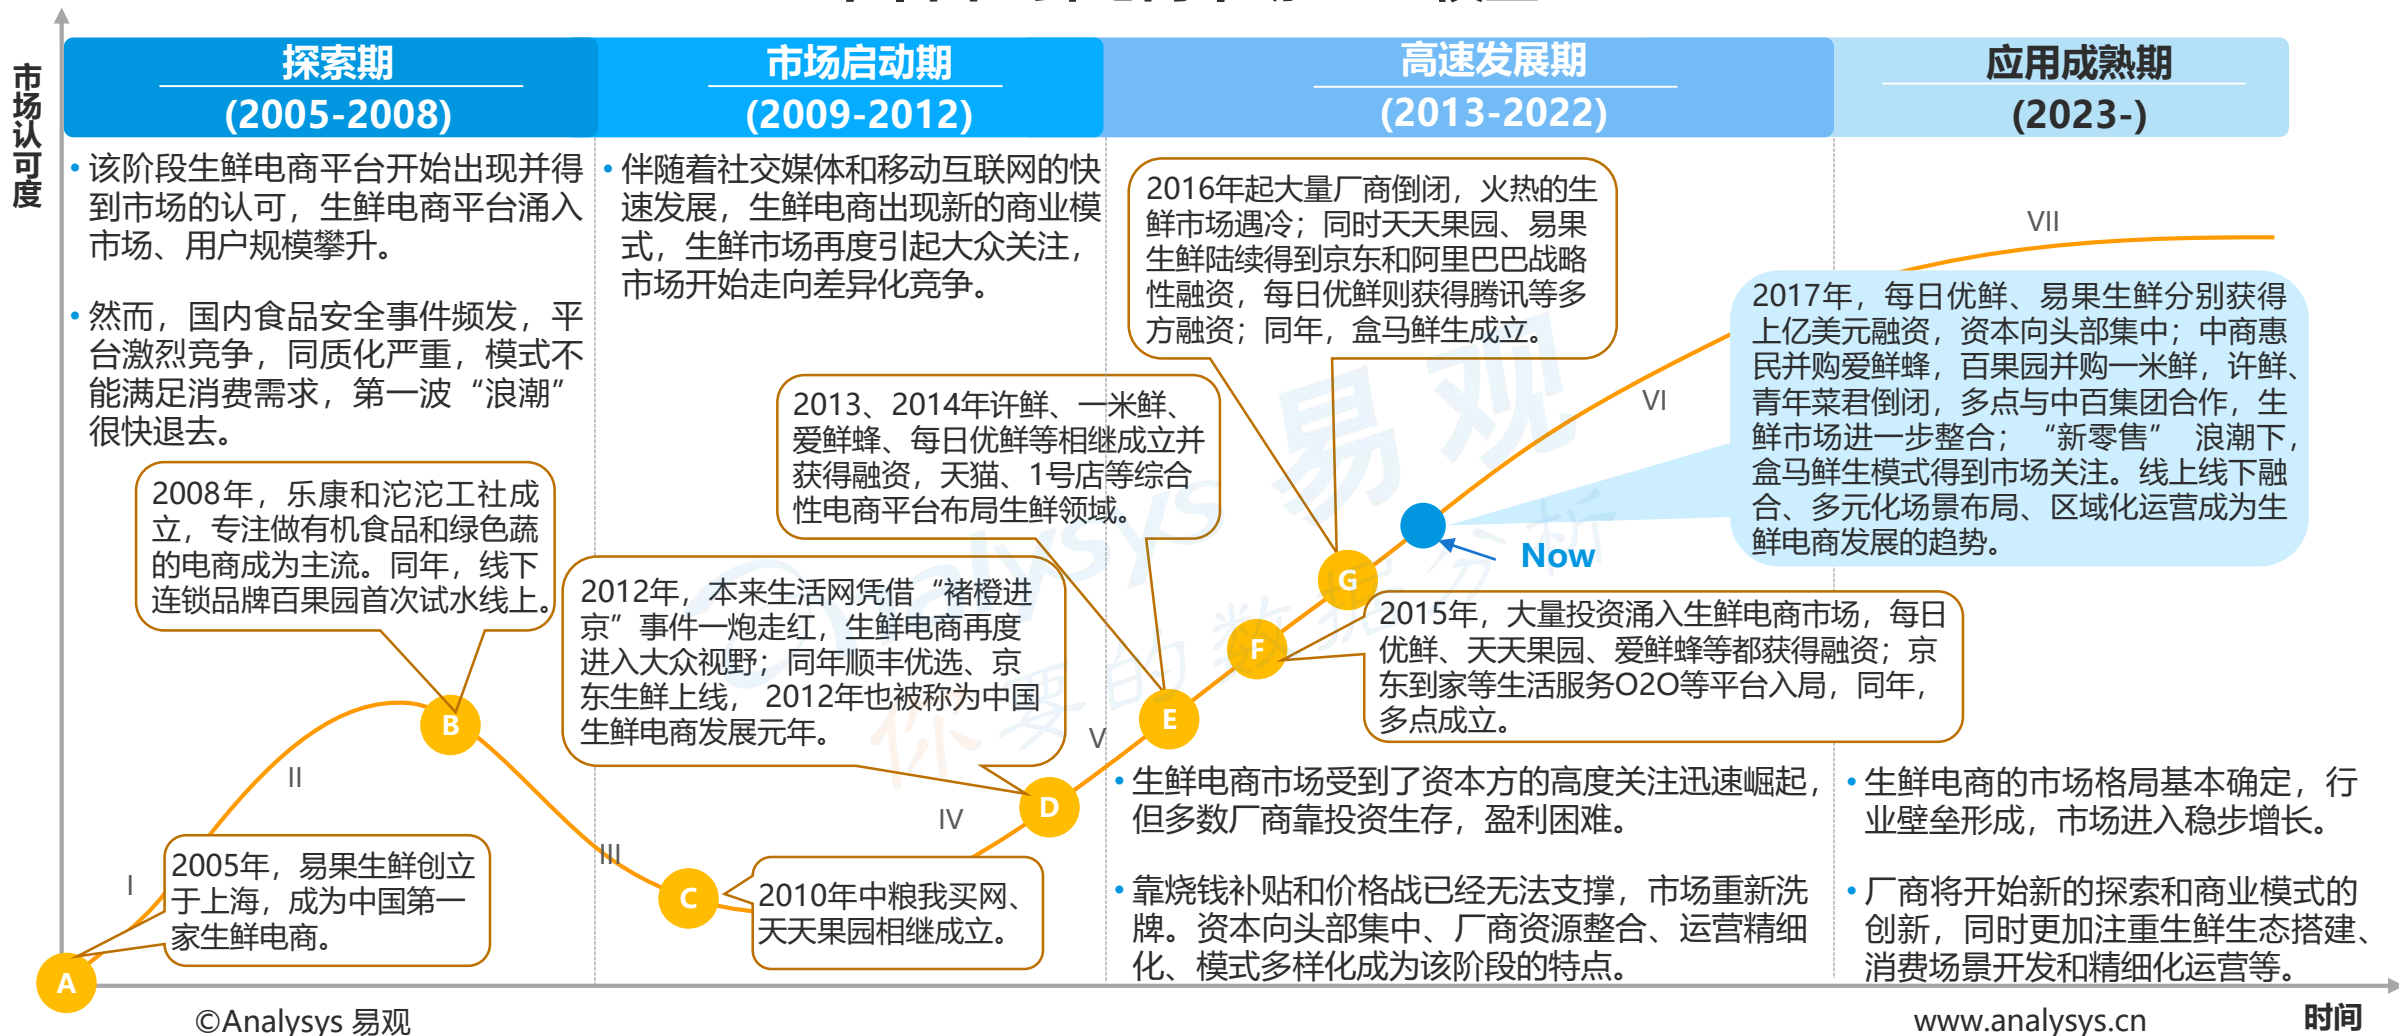 市场认可度
探索期
(2005-2008)
市场启动期
(2009-2012)
高速发展期
(2013-2022)
应用成熟期
(2023-)
•该阶段生鲜电商平台开始出现并得
到市场的认可，生鲜电商平台涌入
市场、用户规模攀升。
•然而，国内食品安全事件频发，平
台激烈竞争，同质化严重，模式不
能满足消费需求，第一波“浪潮”
很快退去。
•伴随着社交媒体和移动互联网的快
速发展，生鲜电商出现新的商业模
式，生鲜市场再度引起大众关注，
市场开始走向差异化竞争。
2016年起大量厂商倒闭，火热的生
鲜市场遇冷；同时天天果园、易果
生鲜陆续得到京东和阿里巴巴战略
性融资，每日优鲜则获得腾讯等多
方融资；同年，盒马鲜生成立。
VII
2017年，每日优鲜、易果生鲜分别获得
上亿美元融资，资本向头部集中；中商惠
民并购爱鲜蜂，百果园并购一米鲜，许鲜、
青年菜君倒闭，多点与中百集团合作，生
鲜市场进一步整合；“新零售” 浪潮下，
盒马鲜生模式得到市场关注。线上线下融
合、多元化场景布局、区域化运营成为生
鲜电商发展的趋势。
VI
2013、2014年许鲜、一米鲜、
爱鲜蜂、每日优鲜等相继成立并
获得融资，天猫、1号店等综合
性电商平台布局生鲜领域。
2008年，乐康和沱沱工社成
立，专注做有机食品和绿色蔬
的电商成为主流。同年，线下
连锁品牌百果园首次试水线上。
2012年，本来生活网凭借“褚橙进
京”事件一炮走红，生鲜电商再度
进入大众视野；同年顺丰优选、京
东生鲜上线， 2012年也被称为中国
生鲜电商发展元年。
Now
G
2015年，大量投资涌入生鲜电商市场，每日
优鲜、天天果园、爱鲜蜂等都获得融资；京
东到家等生活服务O2O等平台入局，同年，
多点成立。
F
E
B
V
II
D
IV
III
I
2005年，易果生鲜创立
于上海，成为中国第一
家生鲜电商。
C
2010年中粮我买网、
天天果园相继成立。
A
•生鲜电商市场受到了资本方的高度关注迅速崛起，
但多数厂商靠投资生存，盈利困难。
•靠烧钱补贴和价格战已经无法支撑，市场重新洗
牌。资本向头部集中、厂商资源整合、运营精细
化、模式多样化成为该阶段的特点。
•生鲜电商的市场格局基本确定，行
业壁垒形成，市场进入稳步增长。
•厂商将开始新的探索和商业模式的
创新，同时更加注重生鲜生态搭建、
消费场景开发和精细化运营等。
Analysys 易观
你要的数据分析
©Analysys 易观
www.analysys.cn
时间